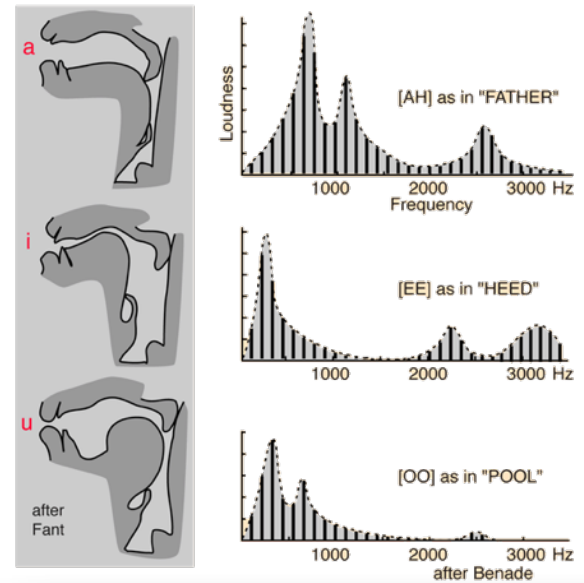 a
Loudness
[AH] as in "FATHER"
1000 2000 3000 Hz
Frequency
i
[EE] as in "HEED"
1000 2000 3000 Hz
u
[OO] as in "POOL"
after
Fant
1000 2000 3000 Hz
after Benade